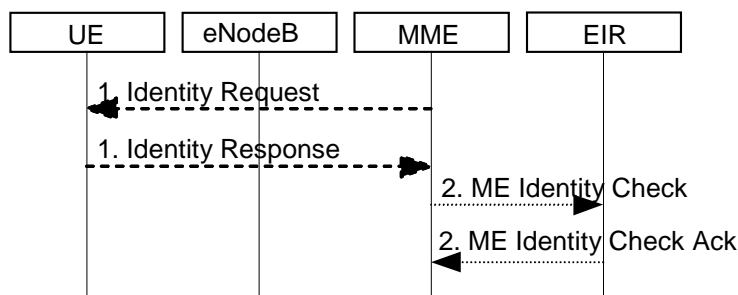 UE
eNodeB
MME
EIR
1. Identity Request
1. Identity Response
2. ME Identity Check
2. ME Identity Check Ack